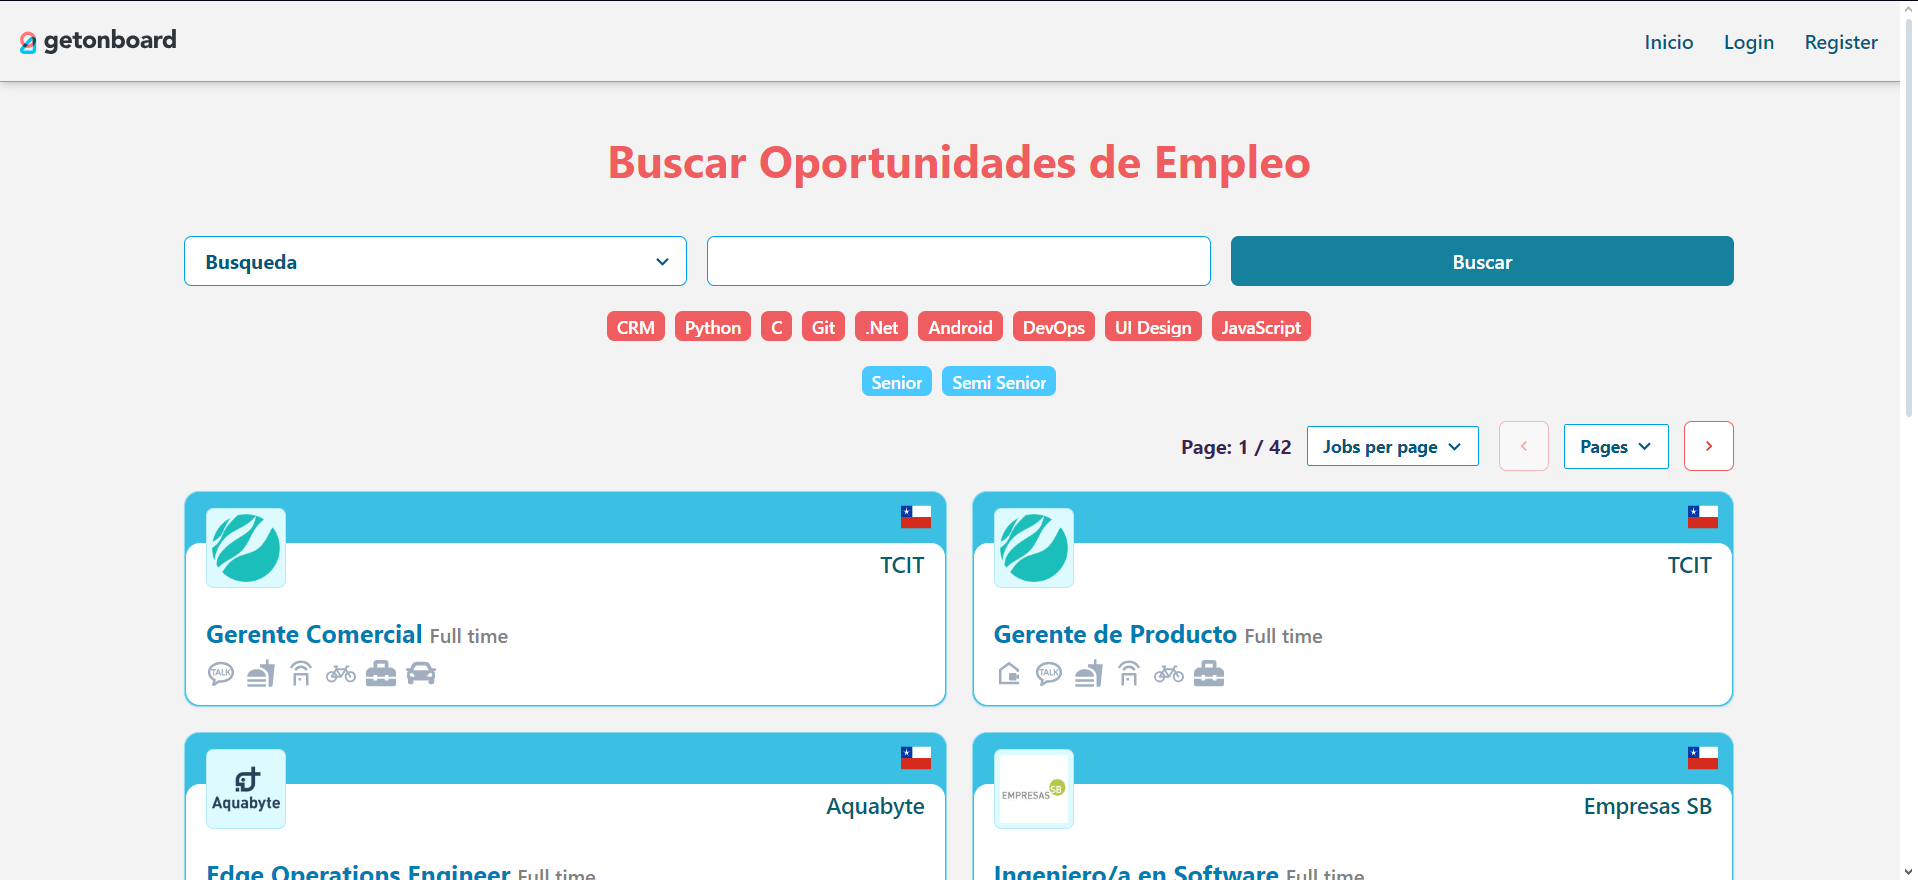 getonboard
Inicio Login Register
Buscar Oportunidades de Empleo
Busqueda
Buscar
CRM Python C Git .Net Android DevOps UI Design JavaScript
Senior Semi Senior
Page: 1 / 42 Jobs per page Pages
TCIT
Gerente Comercial Full time
TALK
TCIT
Gerente de Producto Full time
TALK
Aquabyte
Aquabyte
Edge Operations Engineer Full time
EMPRESAS SB
Empresas SB
Ingeniero/a en Software Full time